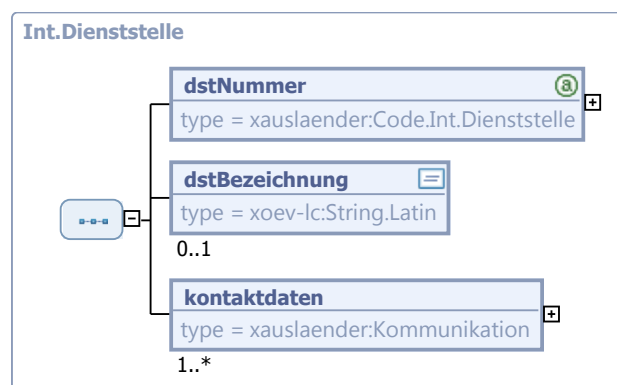 Int.Dienststelle
dstNummer
type = xauslaender:Code.Int.Dienststelle
dstBezeichnung
type = xoev-lc:String.Latin
0..1
kontaktdaten
type = xauslaender:Kommunikation
1..*